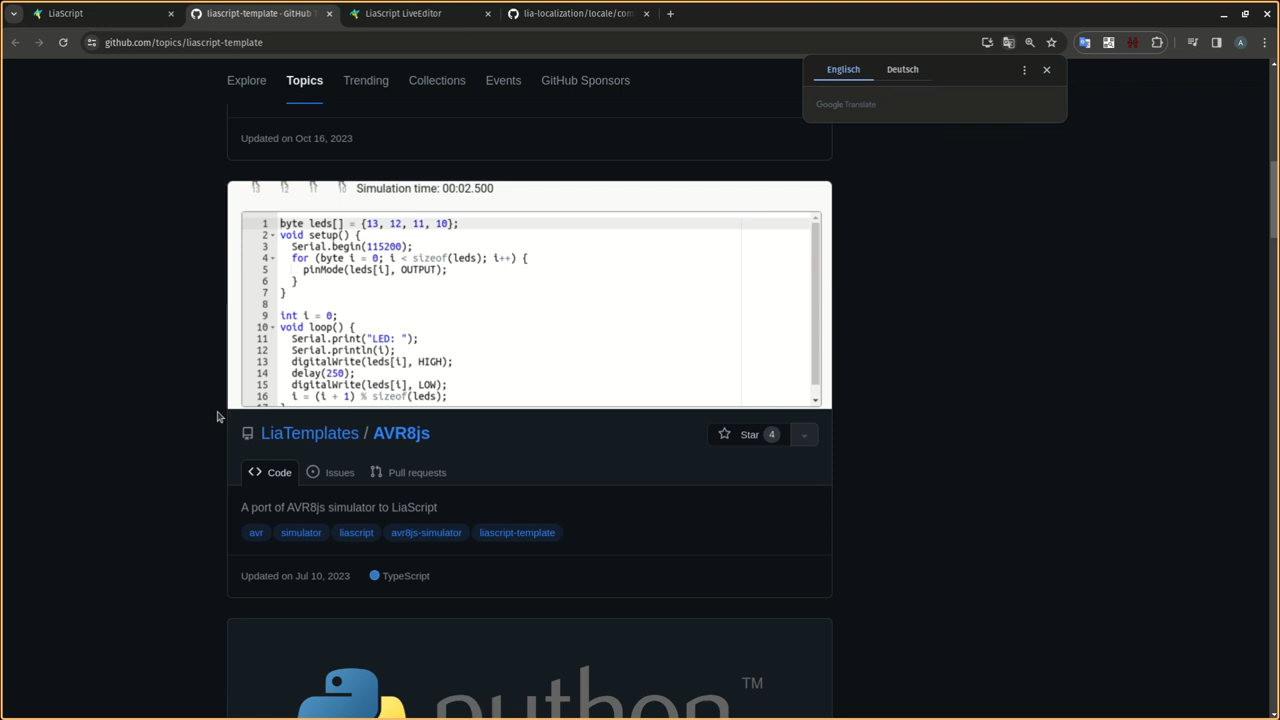 LiaScript
liascript-template · GitHub T
LiaScript LiveEditor
lia-localization/locale/com
github.com/topics/liascript-template
A
Explore
Topics
Trending
Collections
Events
GitHub Sponsors
Englisch
Deutsch
Google Translate
Updated on Oct 16, 2023
13 12 11 10 Simulation time: 00:02.500
1 byte leds[] = {13, 12, 11, 10};
2 void setup() {
3 Serial.begin(115200);
4 for (byte i = 0; i < sizeof(leds); i++) {
5 pinMode(leds[i], OUTPUT);
6 }
7 }
8
9 int i = 0;
10 void loop() {
11 Serial.print("LED: ");
12 Serial.println(i);
13 digitalWrite(leds[i], HIGH);
14 delay(250);
15 digitalWrite(leds[i], LOW);
16 i = (i + 1) % sizeof(leds);
LiaTemplates / AVR8js
Star 4
Code
Issues
Pull requests
A port of AVR8js simulator to LiaScript
avr
simulator
liascript
avr8js-simulator
liascript-template
Updated on Jul 10, 2023
TypeScript
python
TM